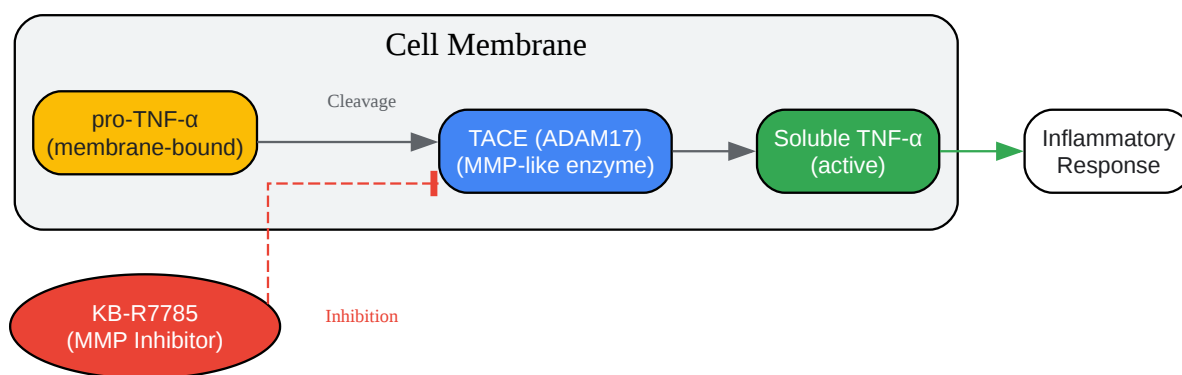 Cell Membrane
Cleavage
pro-TNF-α
(membrane-bound)
TACE (ADAM17)
(MMP-like enzyme)
Soluble TNF-α
(active)
Inflammatory
Response
KB-R7785
(MMP Inhibitor)
Inhibition